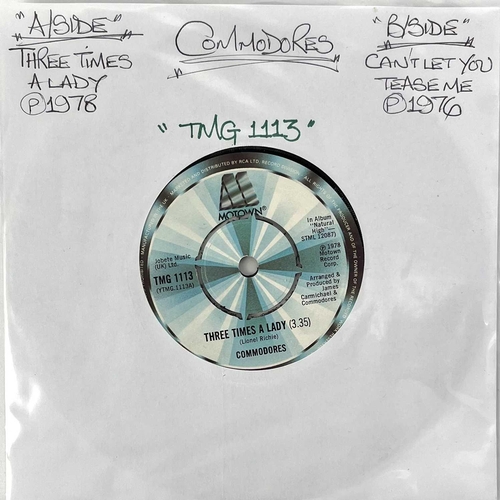 "A/SIDE"
THREE TIMES
A LADY
Ⓟ1978
COMMODORES
"B/SIDE"
CAN'T LET YOU
TEASE ME
Ⓟ1976
"TMG 1113"
MOTOWN®
Jobete Music
(UK) Ltd.
TMG 1113
(YTMG.1113A)
In Album
"Natural
High"—
STML 12087)
Ⓟ 1978
Motown
Record
Corp.
Arranged &
Produced by
James
Carmichael &
Commodores
THREE TIMES A LADY (3.35)
(Lionel Richie)
COMMODORES